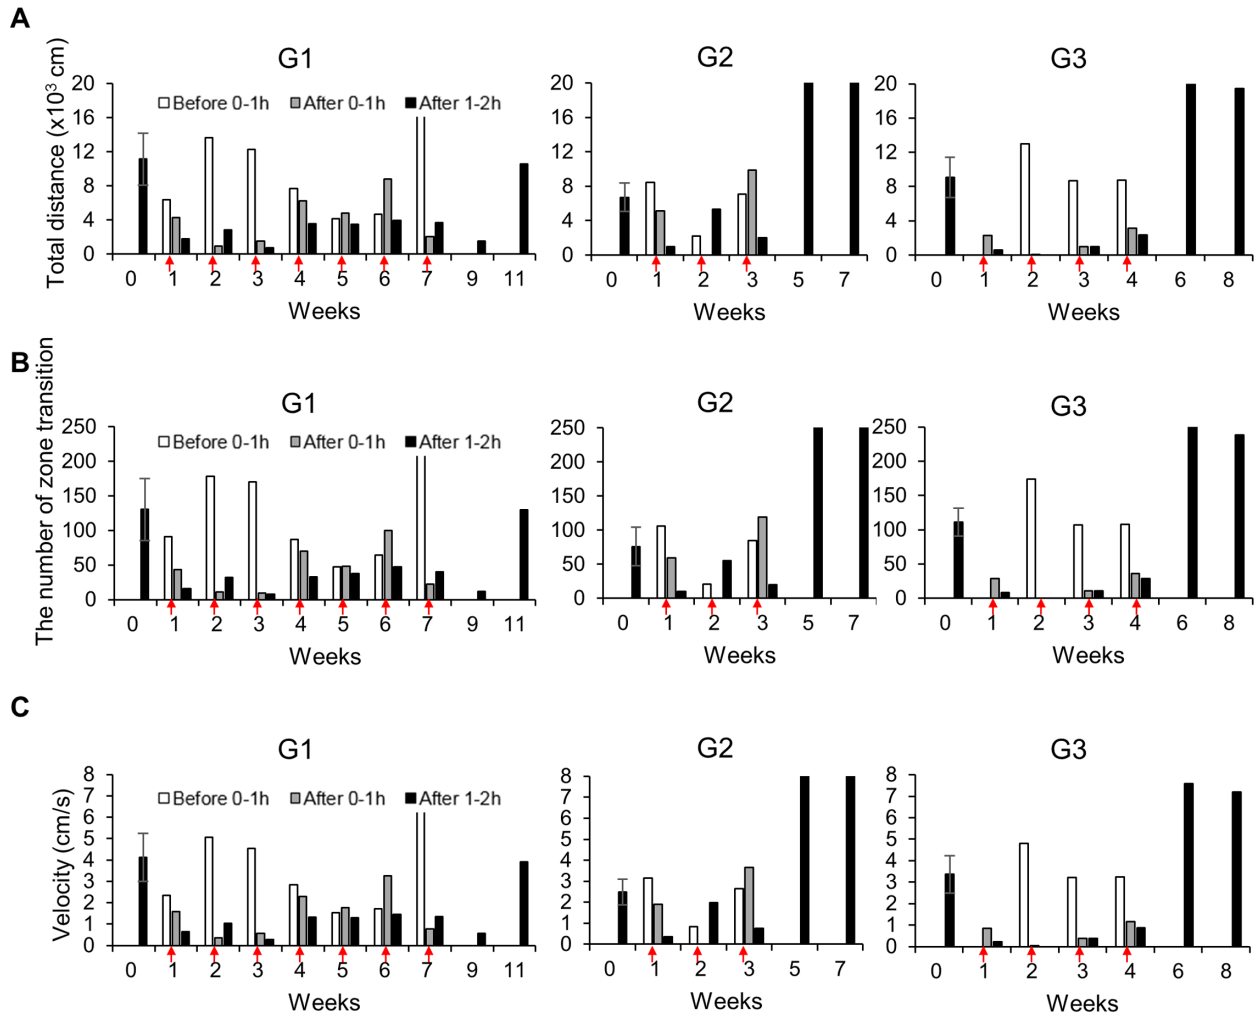 A
G1
G2
G3
Total distance (x10³ cm)
20
16
12
8
4
0
Before 0-1h After 0-1h After 1-2h
0 1 2 3 4 5 6 7 9 11
Weeks
20
16
12
8
4
0
0 1 2 3 5 7
Weeks
20
16
12
8
4
0
0 1 2 3 4 6 8
Weeks
B
G1
G2
G3
The number of zone transition
250
200
150
100
50
0
Before 0-1h After 0-1h After 1-2h
0 1 2 3 4 5 6 7 9 11
Weeks
250
200
150
100
50
0
0 1 2 3 5 7
Weeks
250
200
150
100
50
0
0 1 2 3 4 6 8
Weeks
C
G1
G2
G3
Velocity (cm/s)
8
7
6
5
4
3
2
1
0
Before 0-1h After 0-1h After 1-2h
0 1 2 3 4 5 6 7 9 11
Weeks
8
7
6
5
4
3
2
1
0
0 1 2 3 5 7
Weeks
8
7
6
5
4
3
2
1
0
0 1 2 3 4 6 8
Weeks